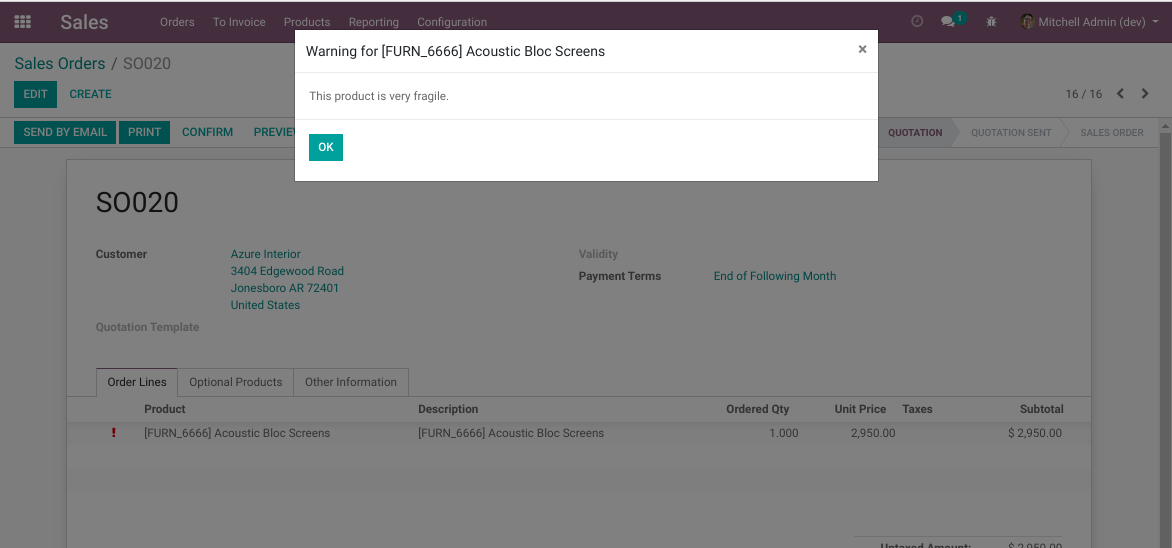 Sales Orders To Invoice Products Reporting Configuration 1 Mitchell Admin (dev)
Warning for [FURN_6666] Acoustic Bloc Screens ×
Sales Orders / SO020
This product is very fragile.
EDIT CREATE 16 / 16
SEND BY EMAIL PRINT CONFIRM QUOTATION QUOTATION SENT SALES ORDER
OK
SO020
Customer Azure Interior Validity
3404 Edgewood Road Payment Terms End of Following Month
Jonesboro AR 72401
United States
Quotation Template
Order Lines Optional Products Other Information
Product Description Ordered Qty Unit Price Taxes Subtotal
! [FURN_6666] Acoustic Bloc Screens [FURN_6666] Acoustic Bloc Screens 1.000 2,950.00 $ 2,950.00
Untaxed Amount: $ 2,950.00